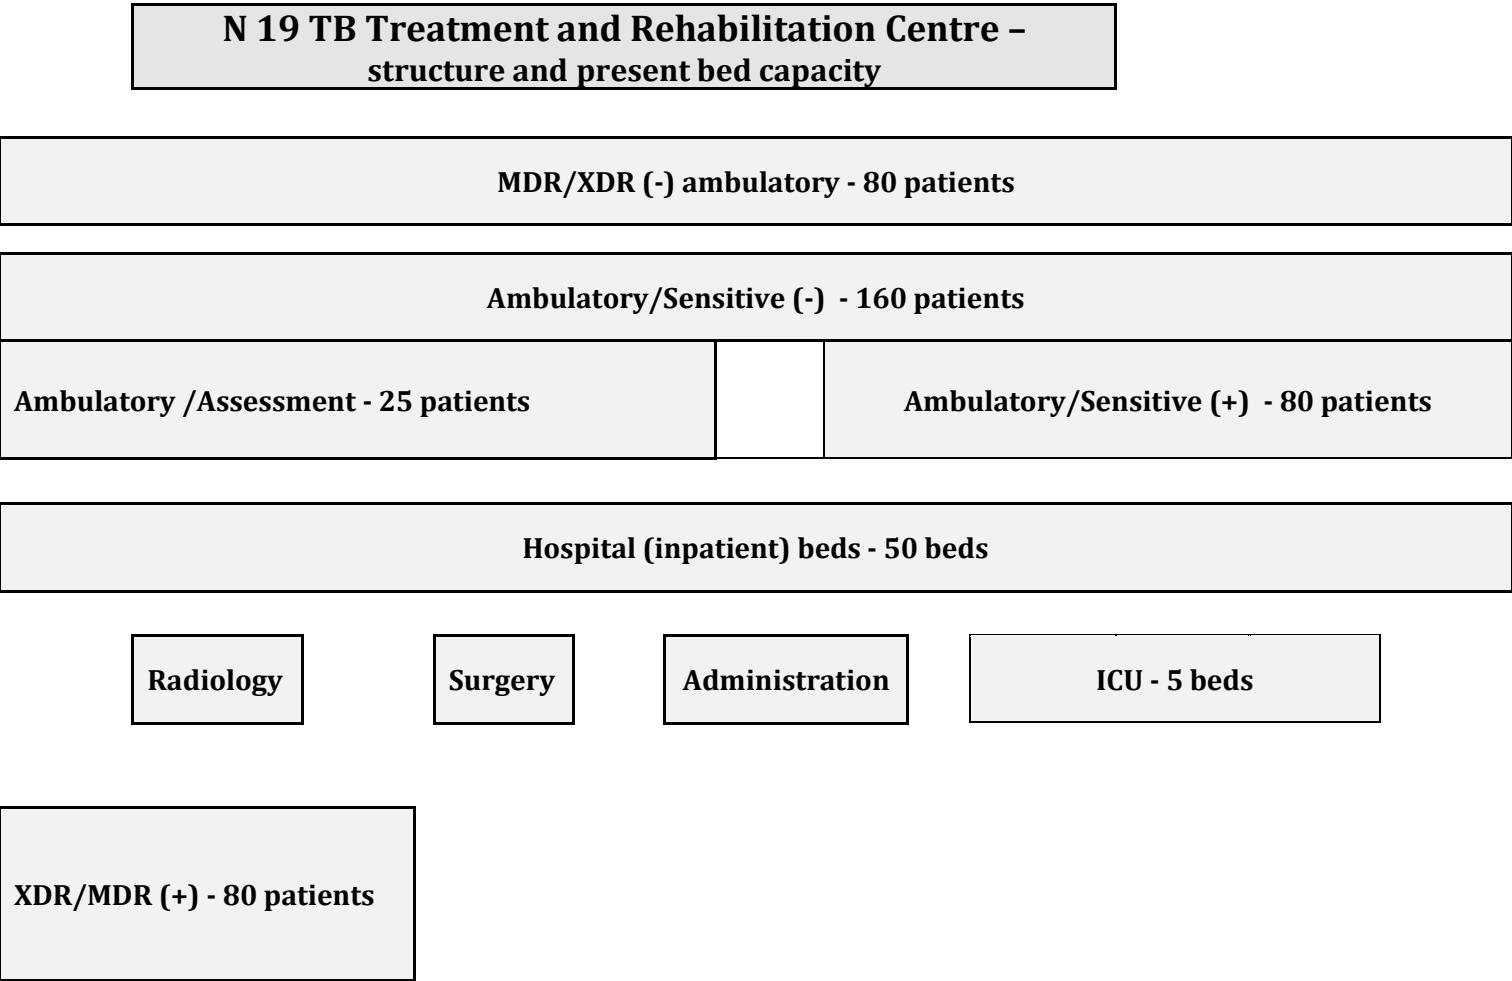 N 19 TB Treatment and Rehabilitation Centre –
structure and present bed capacity
MDR/XDR (-) ambulatory - 80 patients
Ambulatory/Sensitive (-)  - 160 patients
Ambulatory /Assessment - 25 patients
Ambulatory/Sensitive (+)  - 80 patients
Hospital (inpatient) beds - 50 beds
Radiology
Surgery
Administration
ICU - 5 beds
XDR/MDR (+) - 80 patients